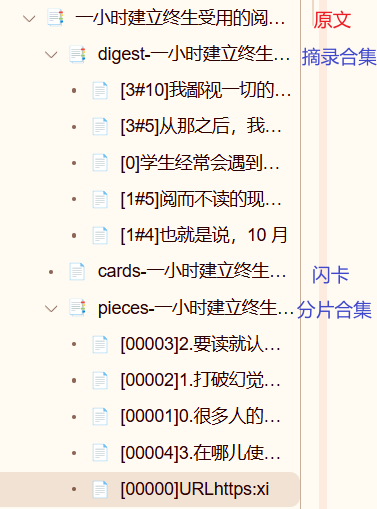 一小时建立终生受用的阅... 原文
digest-一小时建立终生... 摘录合集
[3#10]我鄙视一切的...
[3#5]从那之后，我...
[0]学生经常会遇到...
[1#5]阅而不读的现...
[1#4]也就是说，10 月
cards-一小时建立终生... 闪卡
pieces-一小时建立终生... 分片合集
[00003]2.要读就认...
[00002]1.打破幻觉...
[00001]0.很多人的...
[00004]3.在哪儿使...
[00000]URLhttps:xi